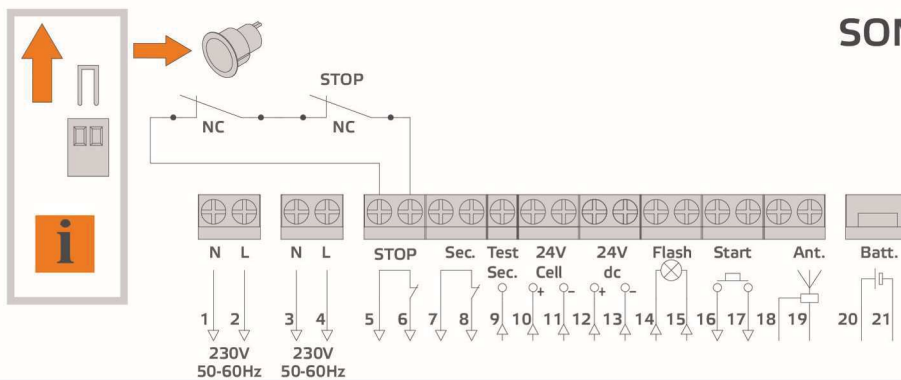 SOM
STOP
NC NC
i
N L N L STOP Sec. Test Sec. 24V Cell 24V dc Flash Start Ant. Batt.
+ − + −
1 2 3 4 5 6 7 8 9 10 11 12 13 14 15 16 17 18 19 20 21
230V 50-60Hz 230V 50-60Hz